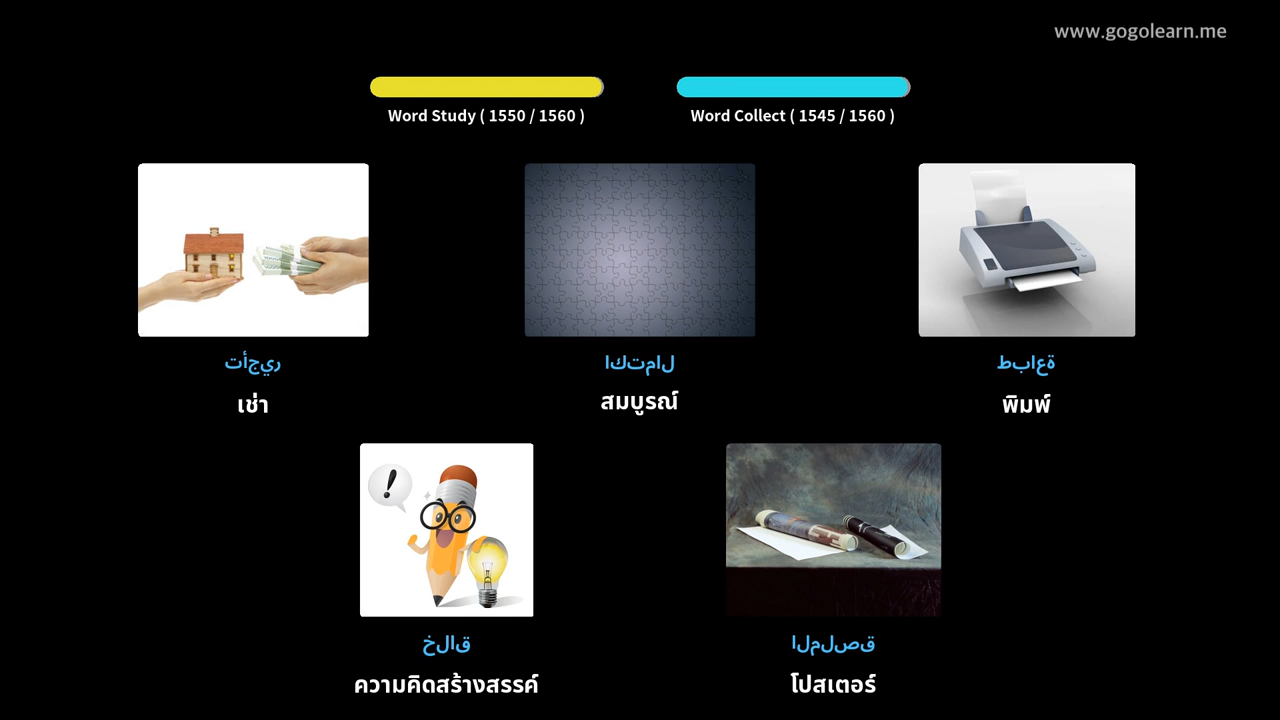 www.gogolearn.me
Word Study ( 1550 / 1560 )
Word Collect ( 1545 / 1560 )
تأجير
اكتمال
طباعة
เช่า
สมบูรณ์
พิมพ์
خلاق
الملصق
ความคิดสร้างสรรค์
โปสเตอร์